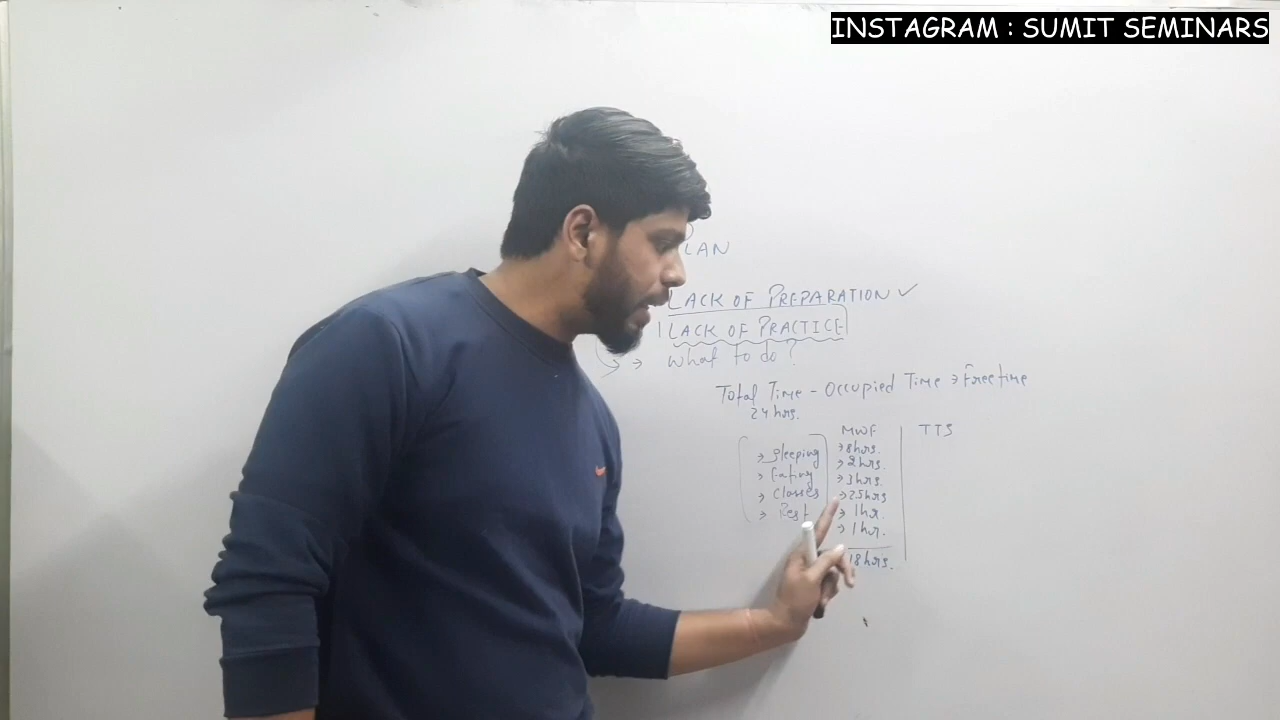 INSTAGRAM : SUMIT SEMINARS
LAN
LACK OF PREPARATION ✓
LACK OF PRACTICE
→ what to do?
Total Time - Occupied Time → Free time
24 hrs.
MWF TTS
→ Sleeping → 8 hrs.
→ Eating → 2 hrs.
→ Classes → 3 hrs.
→ Rest → 2.5 hrs
→ 1 hr.
→ 1 hr.
18 hrs.